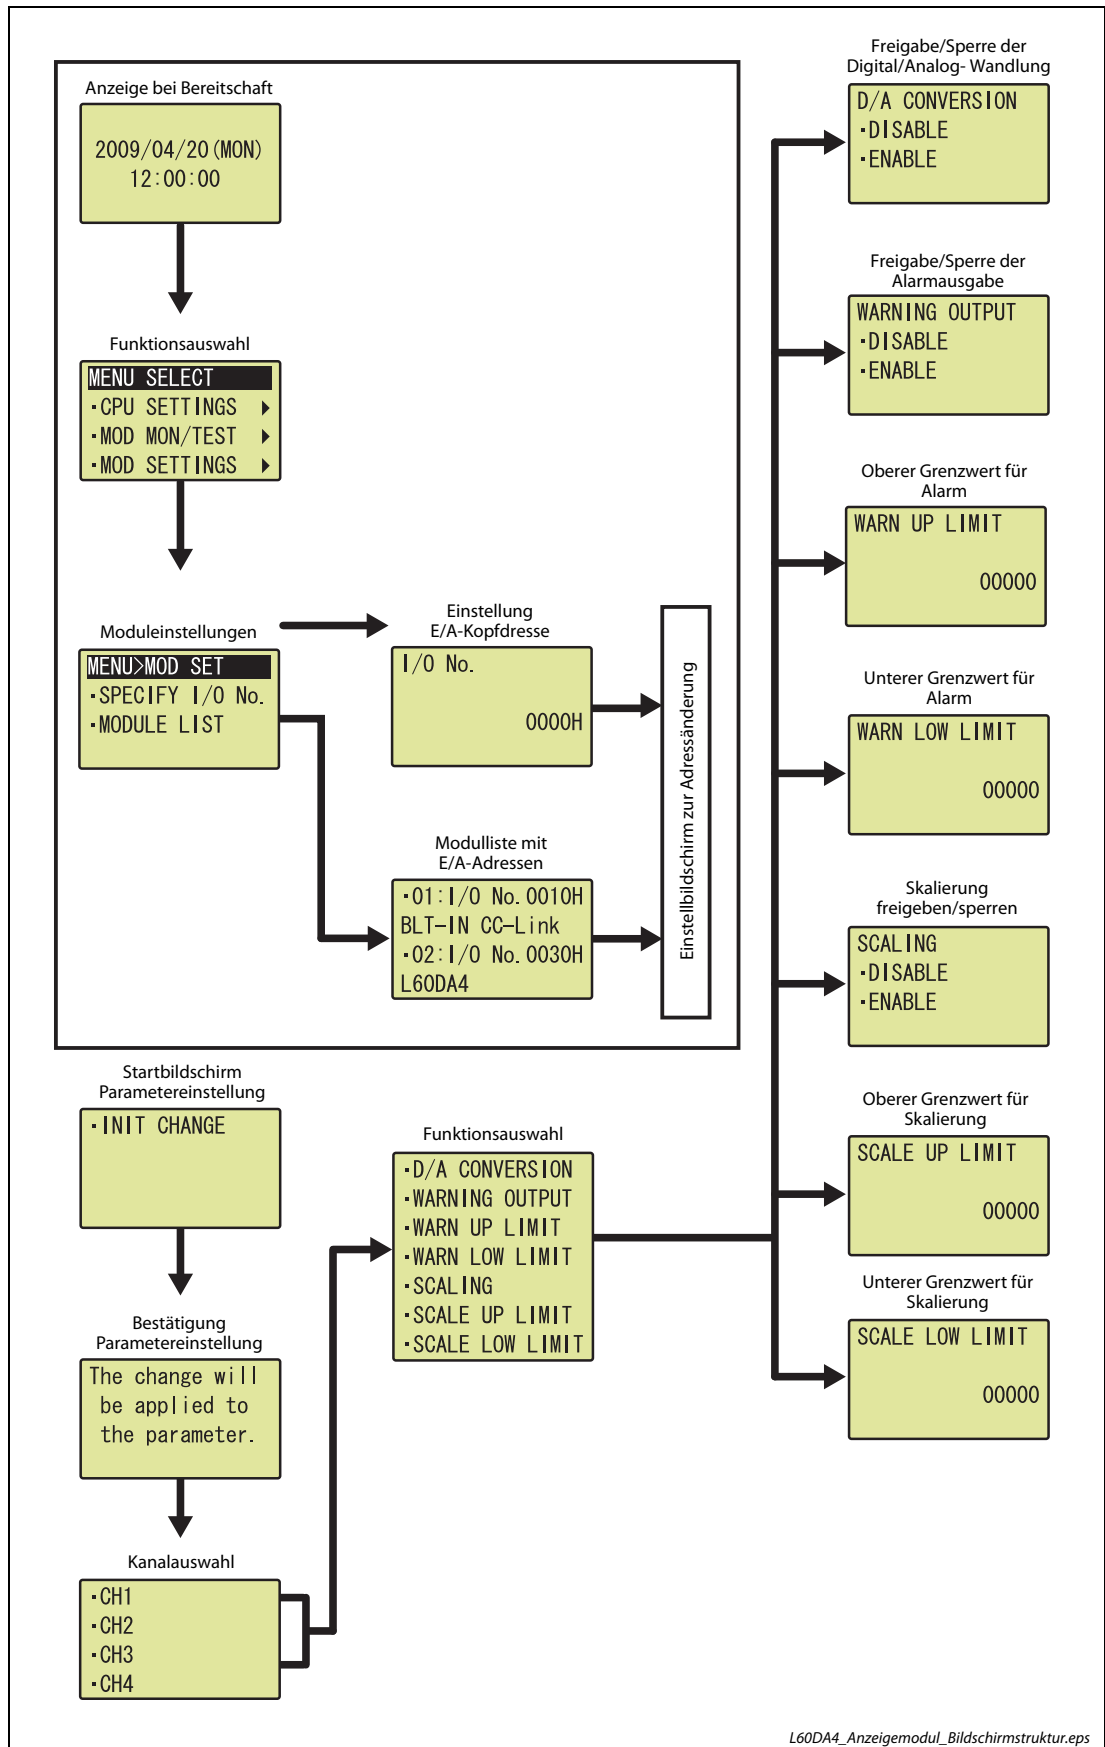 Anzeige bei Bereitschaft
2009/04/20(MON)
12:00:00
Funktionsauswahl
MENU SELECT
·CPU SETTINGS
·MOD MON/TEST
·MOD SETTINGS
Moduleinstellungen
MENU>MOD SET
·SPECIFY I/O No.
·MODULE LIST
Einstellung
E/A-Kopfdresse
I/O No.
0000H
Modulliste mit
E/A-Adressen
·01:I/O No.0010H
BLT-IN CC-Link
·02:I/O No.0030H
L60DA4
Einstellbildschirm zur Adressänderung
Startbildschirm
Parametereinstellung
·INIT CHANGE
Bestätigung
Parametereinstellung
The change will
be applied to
the parameter.
Kanalauswahl
·CH1
·CH2
·CH3
·CH4
Funktionsauswahl
·D/A CONVERSION
·WARNING OUTPUT
·WARN UP LIMIT
·WARN LOW LIMIT
·SCALING
·SCALE UP LIMIT
·SCALE LOW LIMIT
Freigabe/Sperre der
Digital/Analog- Wandlung
D/A CONVERSION
·DISABLE
·ENABLE
Freigabe/Sperre der
Alarmausgabe
WARNING OUTPUT
·DISABLE
·ENABLE
Oberer Grenzwert für
Alarm
WARN UP LIMIT
00000
Unterer Grenzwert für
Alarm
WARN LOW LIMIT
00000
Skalierung
freigeben/sperren
SCALING
·DISABLE
·ENABLE
Oberer Grenzwert für
Skalierung
SCALE UP LIMIT
00000
Unterer Grenzwert für
Skalierung
SCALE LOW LIMIT
00000
L60DA4_Anzeigemodul_Bildschirmstruktur.eps